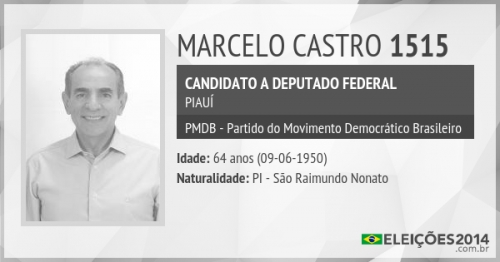 MARCELO CASTRO 1515
CANDIDATO A DEPUTADO FEDERAL
PIAUÍ
PMDB - Partido do Movimento Democrático Brasileiro
Idade: 64 anos (09-06-1950)
Naturalidade: PI - São Raimundo Nonato
ELEIÇÕES2014
.com.br